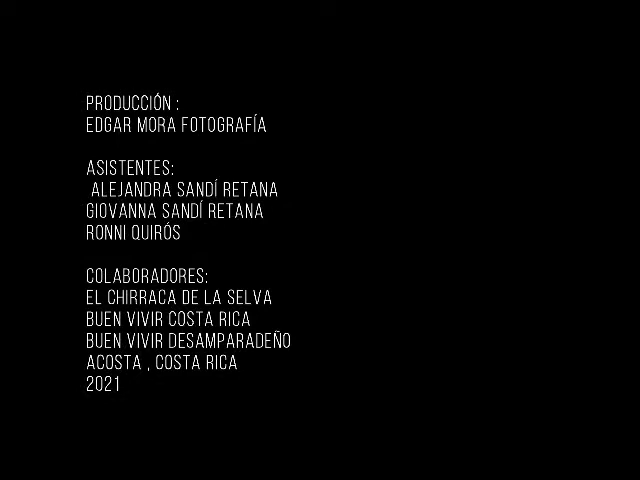 PRODUCCIÓN :
EDGAR MORA FOTOGRAFÍA
ASISTENTES:
ALEJANDRA SANDÍ RETANA
GIOVANNA SANDÍ RETANA
RONNI QUIRÓS
COLABORADORES:
EL CHIRRACA DE LA SELVA
BUEN VIVIR COSTA RICA
BUEN VIVIR DESAMPARADEÑO
ACOSTA , COSTA RICA
2021